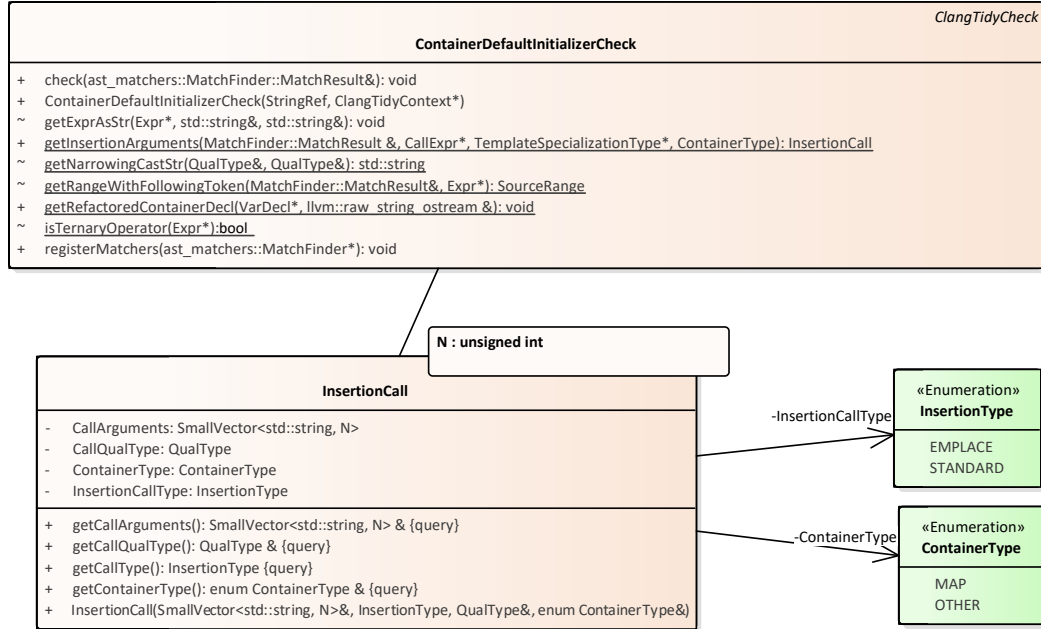 ClangTidyCheck
ContainerDefaultInitializerCheck
+ check(ast_matchers::MatchFinder::MatchResult&): void
+ ContainerDefaultInitializerCheck(StringRef, ClangTidyContext*)
~ getExprAsStr(Expr*, std::string&, std::string&): void
+ getInsertionArguments(MatchFinder::MatchResult &, CallExpr*, TemplateSpecializationType*, ContainerType): InsertionCall
~ getNarrowingCastStr(QualType&, QualType&): std::string
~ getRangeWithFollowingToken(MatchFinder::MatchResult&, Expr*): SourceRange
+ getRefactoredContainerDecl(VarDecl*, llvm::raw_string_ostream &): void
~ isTernaryOperator(Expr*):bool
+ registerMatchers(ast_matchers::MatchFinder*): void
N : unsigned int
InsertionCall
- CallArguments: SmallVector<std::string, N>
- CallQualType: QualType
- ContainerType: ContainerType
- InsertionCallType: InsertionType
+ getCallArguments(): SmallVector<std::string, N> & {query}
+ getCallQualType(): QualType & {query}
+ getCallType(): InsertionType {query}
+ getContainerType(): enum ContainerType & {query}
+ InsertionCall(SmallVector<std::string, N>&, InsertionType, QualType&, enum ContainerType&)
-InsertionCallType
«Enumeration»
InsertionType
EMPLACE
STANDARD
-ContainerType
«Enumeration»
ContainerType
MAP
OTHER